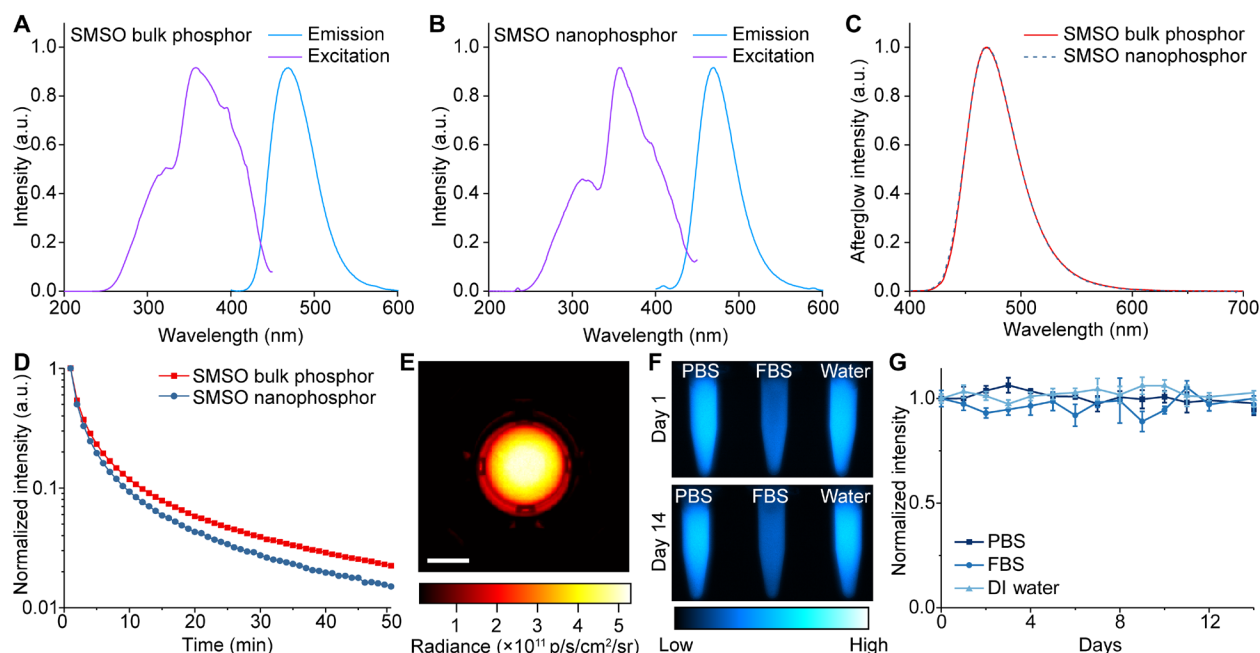 A
SMSO bulk phosphor
Emission
Excitation
Intensity (a.u.)
1.0
0.8
0.6
0.4
0.2
0.0
200
300
400
500
600
Wavelength (nm)
B
SMSO nanophosphor
Emission
Excitation
Intensity (a.u.)
1.0
0.8
0.6
0.4
0.2
0.0
200
300
400
500
600
Wavelength (nm)
C
SMSO bulk phosphor
SMSO nanophosphor
Afterglow intensity (a.u.)
1.0
0.8
0.6
0.4
0.2
0.0
400
500
600
700
Wavelength (nm)
D
SMSO bulk phosphor
SMSO nanophosphor
Normalized intensity (a.u.)
1
0.1
0.01
0
10
20
30
40
50
Time (min)
E
1
2
3
4
5
Radiance (×10¹¹ p/s/cm²/sr)
F
PBS
FBS
Water
Day 1
PBS
FBS
Water
Day 14
Low
High
G
Normalized intensity
1.0
0.5
0.0
PBS
FBS
DI water
0
4
8
12
Days